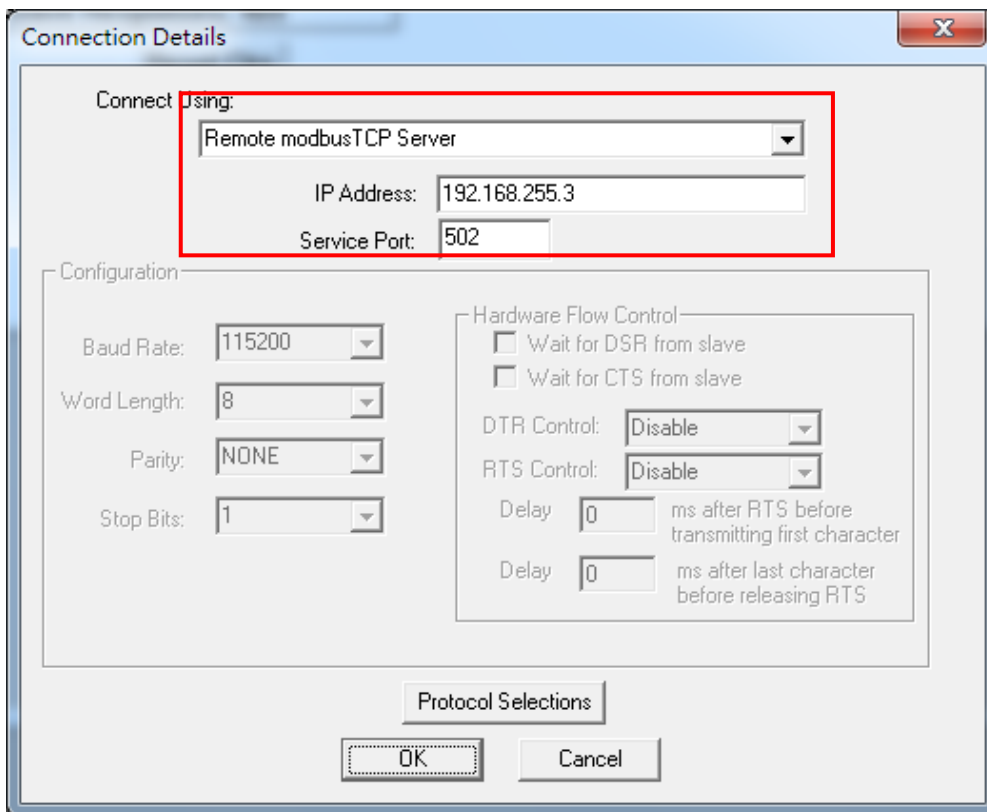 Connection Details
Connect Using:
Remote modbusTCP Server
IP Address: 192.168.255.3
Service Port: 502
Configuration
Baud Rate: 115200
Word Length: 8
Parity: NONE
Stop Bits: 1
Hardware Flow Control
Wait for DSR from slave
Wait for CTS from slave
DTR Control: Disable
RTS Control: Disable
Delay 0 ms after RTS before
transmitting first character
Delay 0 ms after last character
before releasing RTS
Protocol Selections
OK Cancel